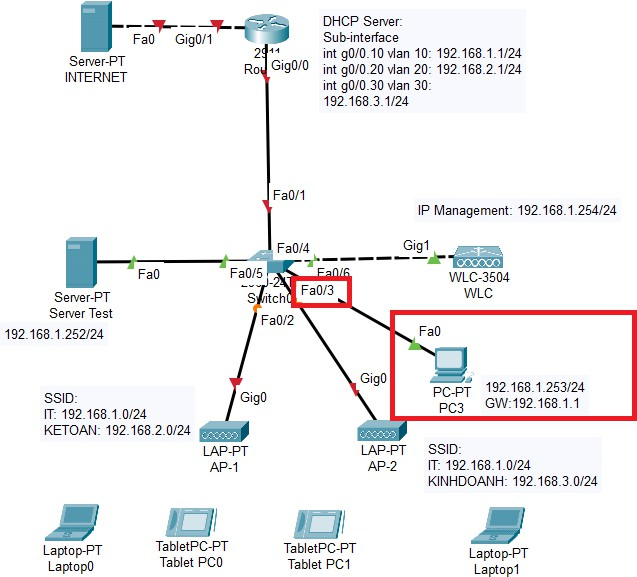 DHCP Server:
Sub-interface
int g0/0.10 vlan 10: 192.168.1.1/24
int g0/0.20 vlan 20: 192.168.2.1/24
int g0/0.30 vlan 30:
192.168.3.1/24
Fa0
Gig0/1
Server-PT
INTERNET
2911
Gig0/0
Fa0/1
IP Management: 192.168.1.254/24
Fa0/4
Gig1
Fa0
Fa0/5
Fa0/6
WLC-3504
WLC
Server-PT
Server Test
Fa0/3
Switch0
192.168.1.252/24
Fa0/2
Fa0
PC-PT
PC3
192.168.1.253/24
GW:192.168.1.1
Gig0
Gig0
SSID:
IT: 192.168.1.0/24
KETOAN: 192.168.2.0/24
LAP-PT
AP-1
LAP-PT
AP-2
SSID:
IT: 192.168.1.0/24
KINHDOANH: 192.168.3.0/24
Laptop-PT
Laptop0
TabletPC-PT
Tablet PC0
TabletPC-PT
Tablet PC1
Laptop-PT
Laptop1